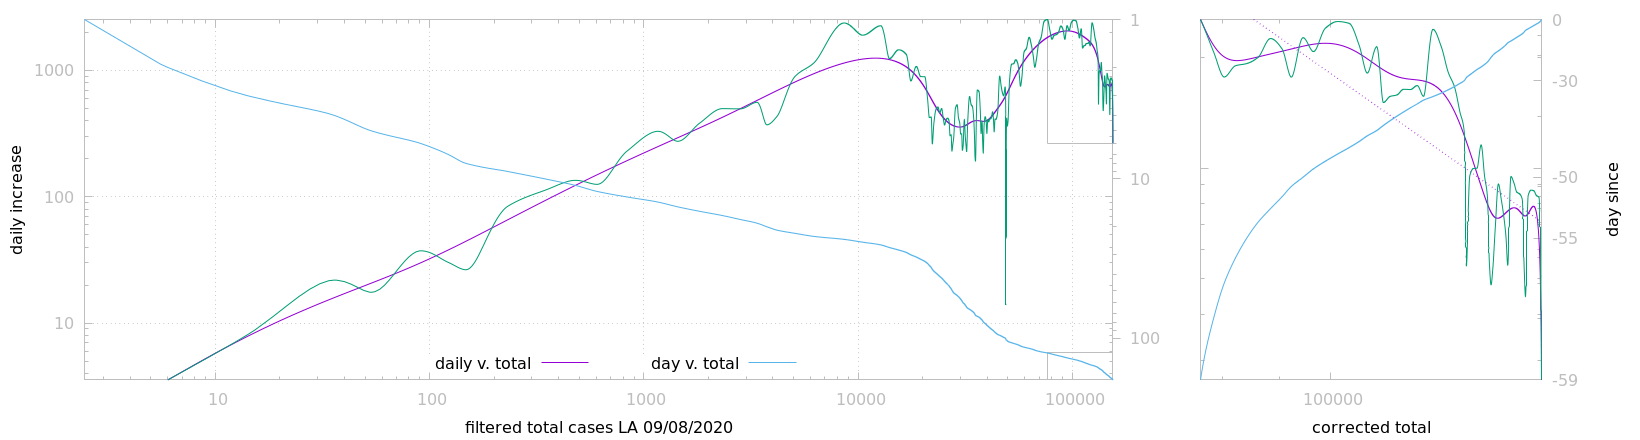 daily increase
1000
100
10
10
100
1000
10000
100000
filtered total cases LA 09/08/2020
daily v. total
day v. total
1
10
100
100000
corrected total
0
-30
-50
-55
-59
day since